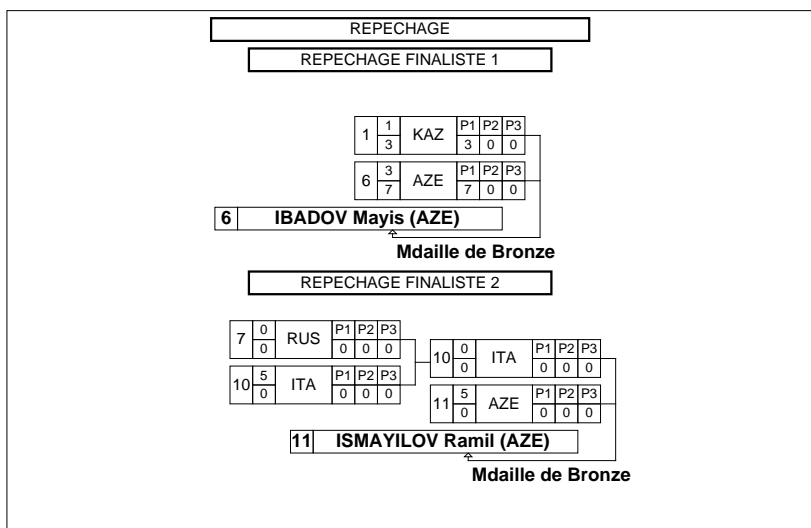 REPECHAGE
REPECHAGE FINALISTE 1
1 1 KAZ P1 P2 P3
3 3 0 0
6 3 AZE P1 P2 P3
7 7 0 0
6 IBADOV Mayis (AZE)
Mdaille de Bronze
REPECHAGE FINALISTE 2
7 0 RUS P1 P2 P3
0 0 0 0
10 0 ITA P1 P2 P3
0 0 0 0
10 5 ITA P1 P2 P3
0 0 0 0
11 5 AZE P1 P2 P3
0 0 0 0
11 ISMAYILOV Ramil (AZE)
Mdaille de Bronze